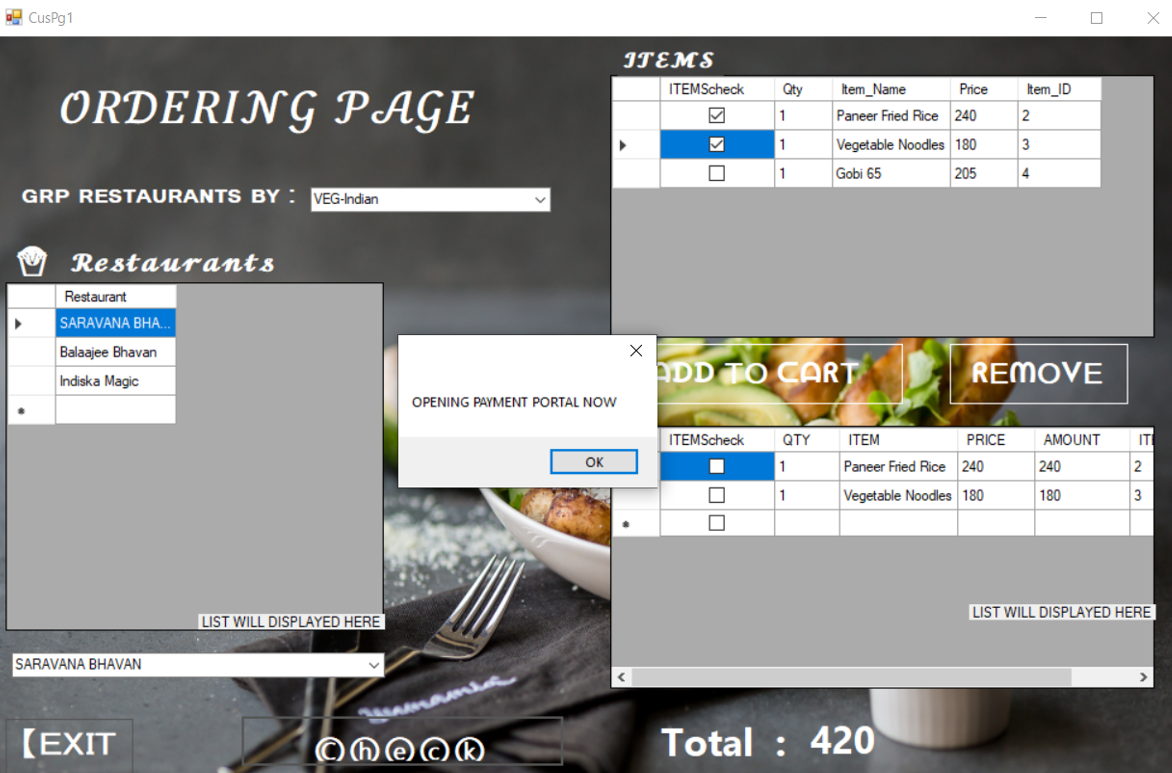 CusPg1
ORDERING PAGE
GRP RESTAURANTS BY :
VEG-Indian
Restaurants
Restaurant
SARAVANA BHA...
Balaajee Bhavan
Indiska Magic
LIST WILL DISPLAYED HERE
SARAVANA BHAVAN
EXIT
Check
ITEMS
ITEMScheck Qty Item_Name Price Item_ID
1 Paneer Fried Rice 240 2
1 Vegetable Noodles 180 3
1 Gobi 65 205 4
OPENING PAYMENT PORTAL NOW
OK
ADD TO CART
REMOVE
ITEMScheck QTY ITEM PRICE AMOUNT
1 Paneer Fried Rice 240 240 2
1 Vegetable Noodles 180 180 3
LIST WILL DISPLAYED HERE
Total : 420